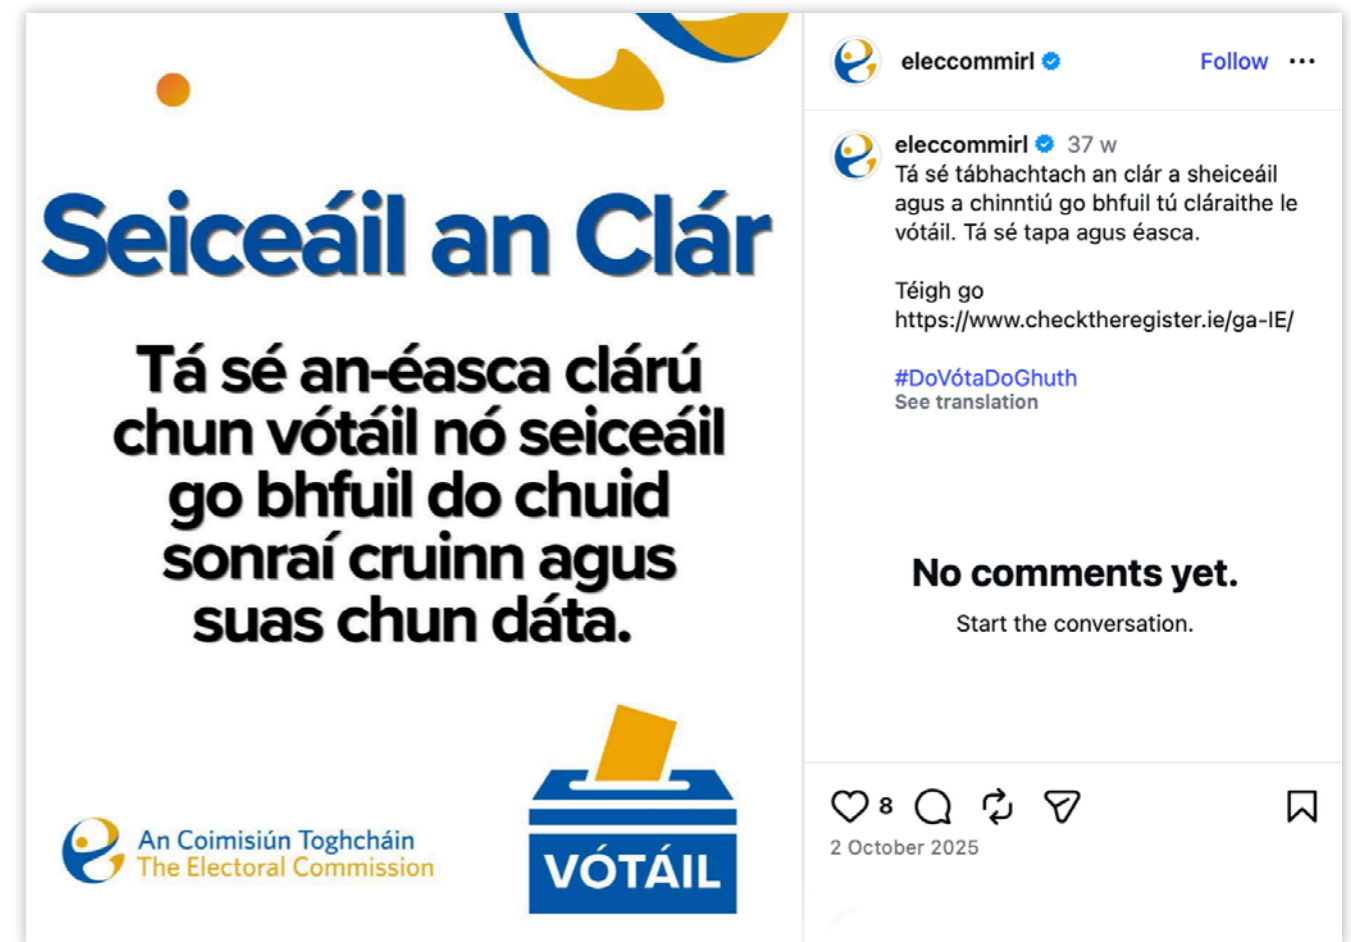 Seiceáil an Clár
Tá sé an-éasca clárú
chun vótáil nó seiceáil
go bhfuil do chuid
sonraí cruinn agus
suas chun dáta.
An Coimisiún Toghcháin
The Electoral Commission
VÓTÁIL
eleccommirl
Follow
eleccommirl 37 w
Tá sé tábhachtach an clár a sheiceáil
agus a chinntiú go bhfuil tú cláraithe le
vótáil. Tá sé tapa agus éasca.
Téigh go
https://www.checktheregister.ie/ga-IE/
#DoVótaDoGhuth
See translation
No comments yet.
Start the conversation.
8
2 October 2025